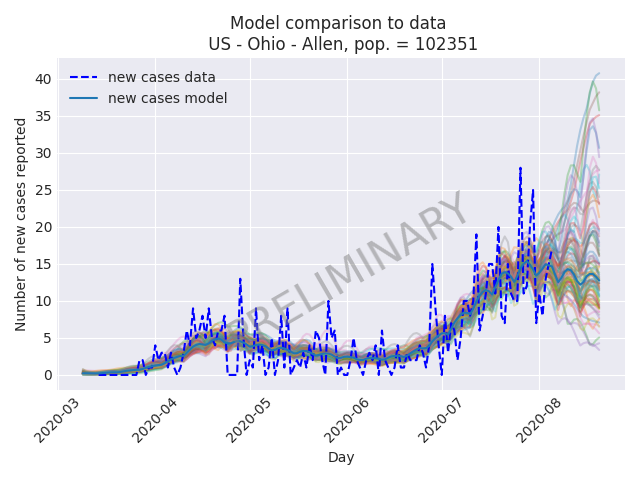 Model comparison to data
US - Ohio - Allen, pop. = 102351
new cases data
new cases model
PRELIMINARY
Number of new cases reported
40
35
30
25
20
15
10
5
0
2020-03
2020-04
2020-05
2020-06
2020-07
2020-08
Day